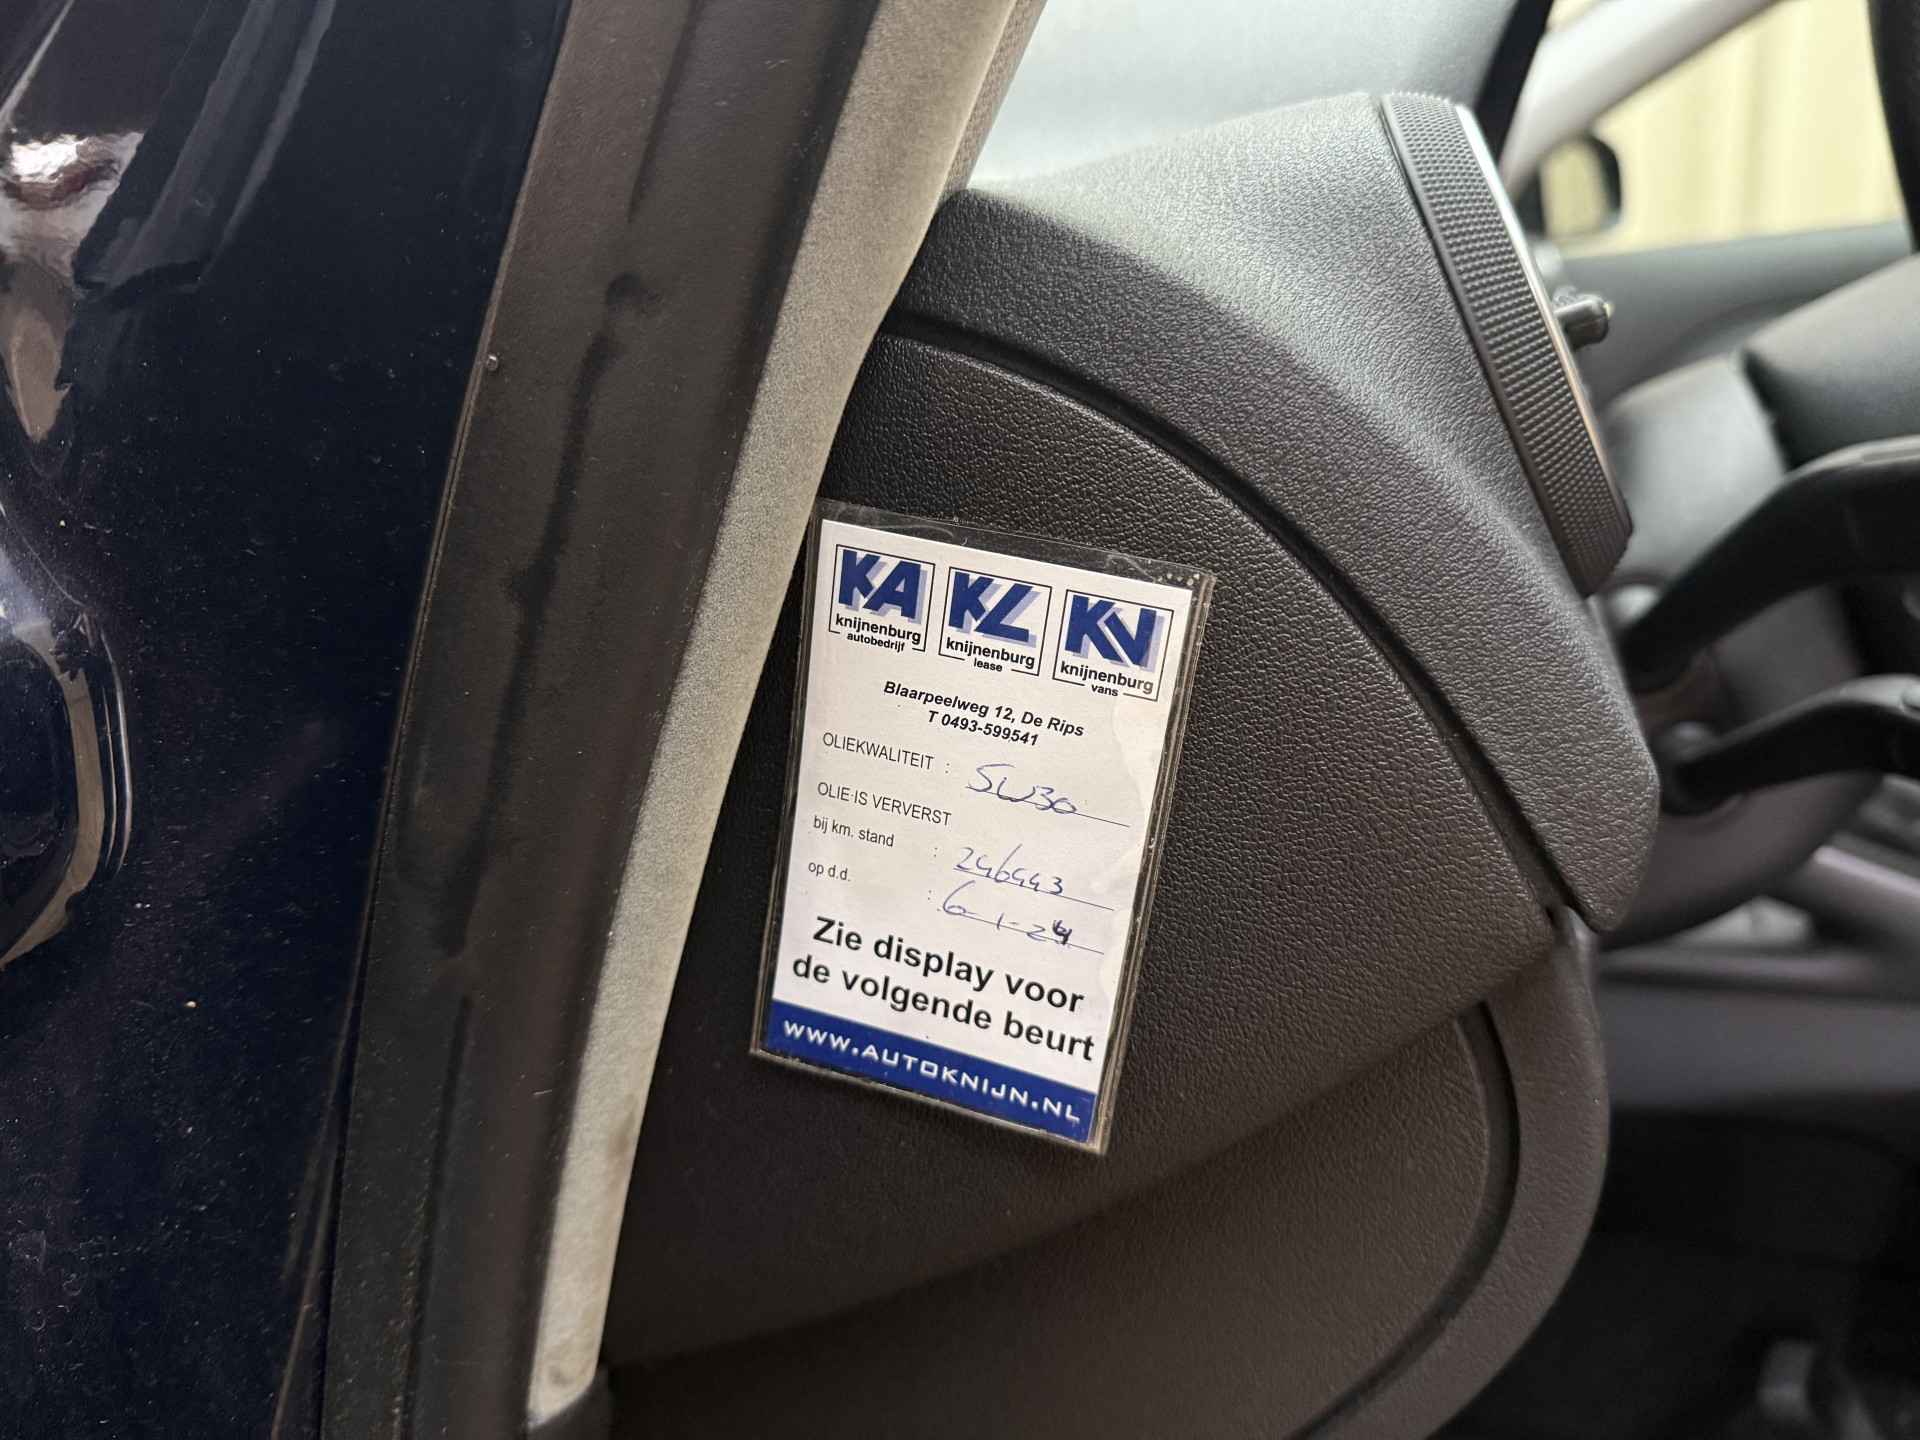 KA KL KV
knijnenburg autobedrijf
knijnenburg lease
knijnenburg vans
Blaarpeelweg 12, De Rips
T 0493-599541
OLIEKWALITEIT : 5W30
OLIE IS VERVERST
bij km. stand : 246443
op d.d. : 6-1-24
Zie display voor
de volgende beurt
WWW.AUTOKNIJN.NL